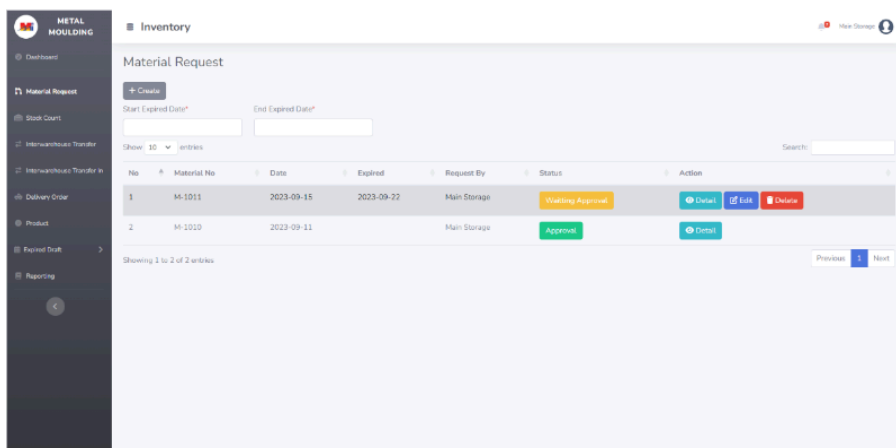 METAL
MOULDING
Inventory
Main Storage
Dashboard
Material Request
Stock Count
Interwarehouse Transfer
Interwarehouse Transfer In
Delivery Order
Product
Expired Draft
Reporting
Material Request
+ Create
Start Expired Date* End Expired Date*
Show 10 entries Search:
No Material No Date Expired Request By Status Action
1 M-1011 2023-09-15 2023-09-22 Main Storage Waitting Approval Detail Edit Delete
2 M-1010 2023-09-11 Main Storage Approval Detail
Showing 1 to 2 of 2 entries Previous 1 Next